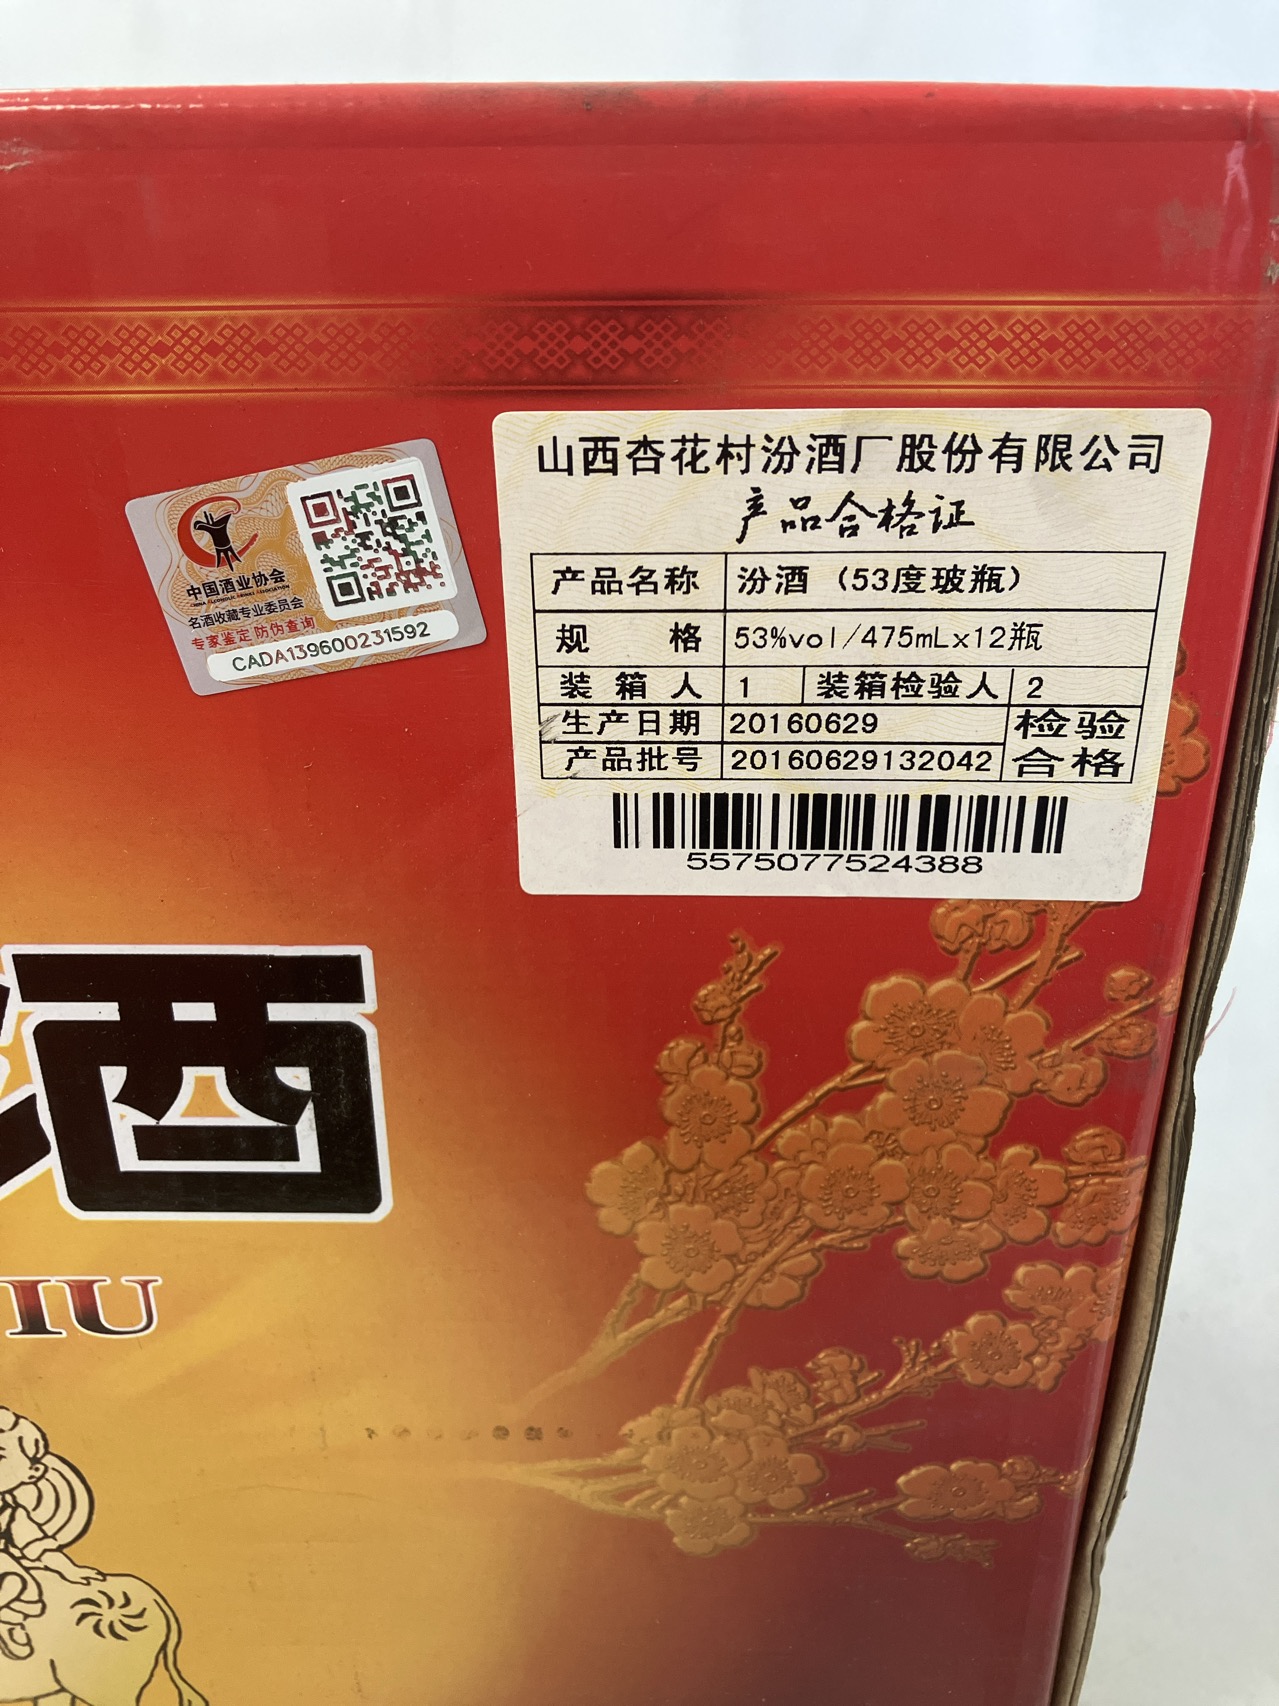 山西杏花村汾酒厂股份有限公司
产品合格证
产品名称 汾酒（53度玻瓶）
规格 53%vol/475mLx12瓶
装箱人 1 装箱检验人 2
生产日期 20160629 检验
产品批号 20160629132042 合格
5575077524388
中国酒业协会
CHINA ALCOHOLIC DRINKS ASSOCIATION
名酒收藏专业委员会
专家鉴定 防伪查询
CADA139600231592
酒
IU